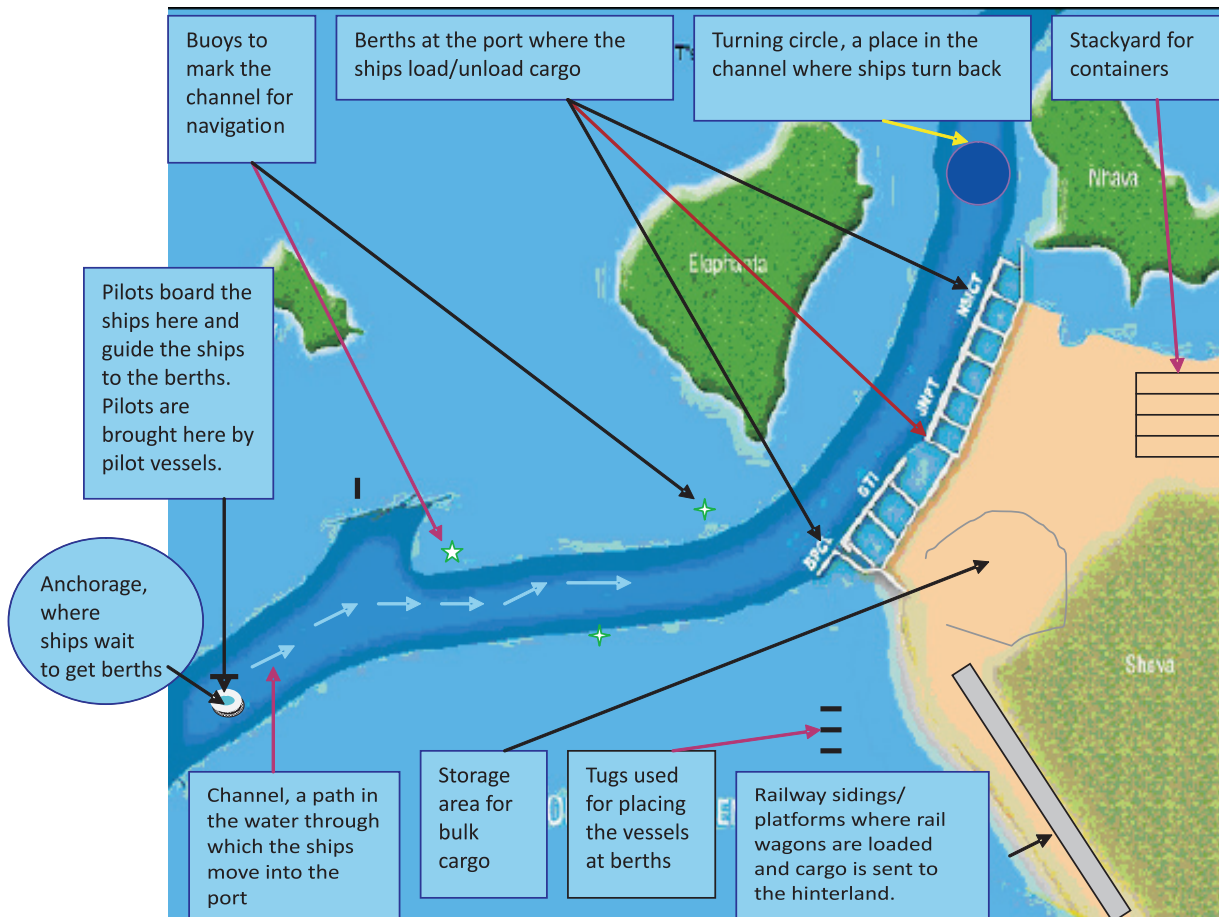 Buoys to
mark the
channel for
navigation
Berths at the port where the
ships load/unload cargo
Turning circle, a place in the
channel where ships turn back
Stackyard for
containers
Nhava
Elephanta
Pilots board the
ships here and
guide the ships
to the berths.
Pilots are
brought here by
pilot vessels.
JNPT
GTI
Anchorage,
where
ships wait
to get berths
Sheva
Channel, a path in
the water through
which the ships
move into the
port
Storage
area for
bulk
cargo
Tugs used
for placing
the vessels
at berths
Railway sidings/
platforms where rail
wagons are loaded
and cargo is sent to
the hinterland.